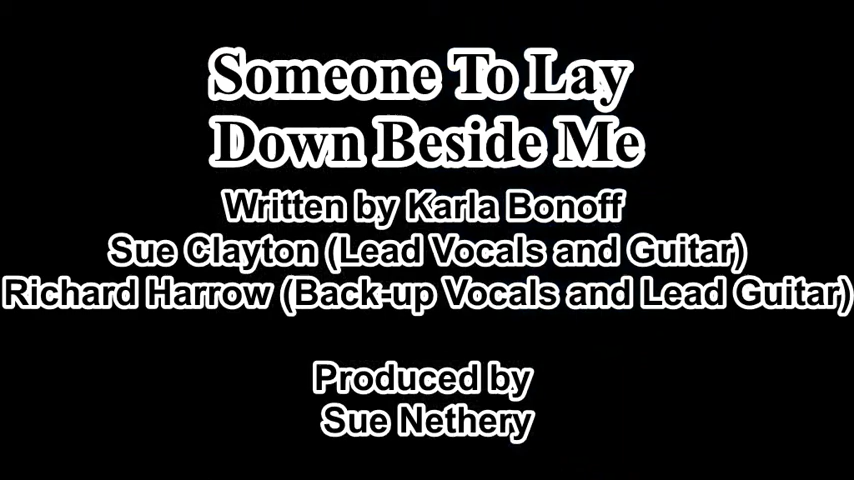 Someone To Lay
Down Beside Me
Written by Karla Bonoff
Sue Clayton (Lead Vocals and Guitar)
Richard Harrow (Back-up Vocals and Lead Guitar)
Produced by
Sue Nethery